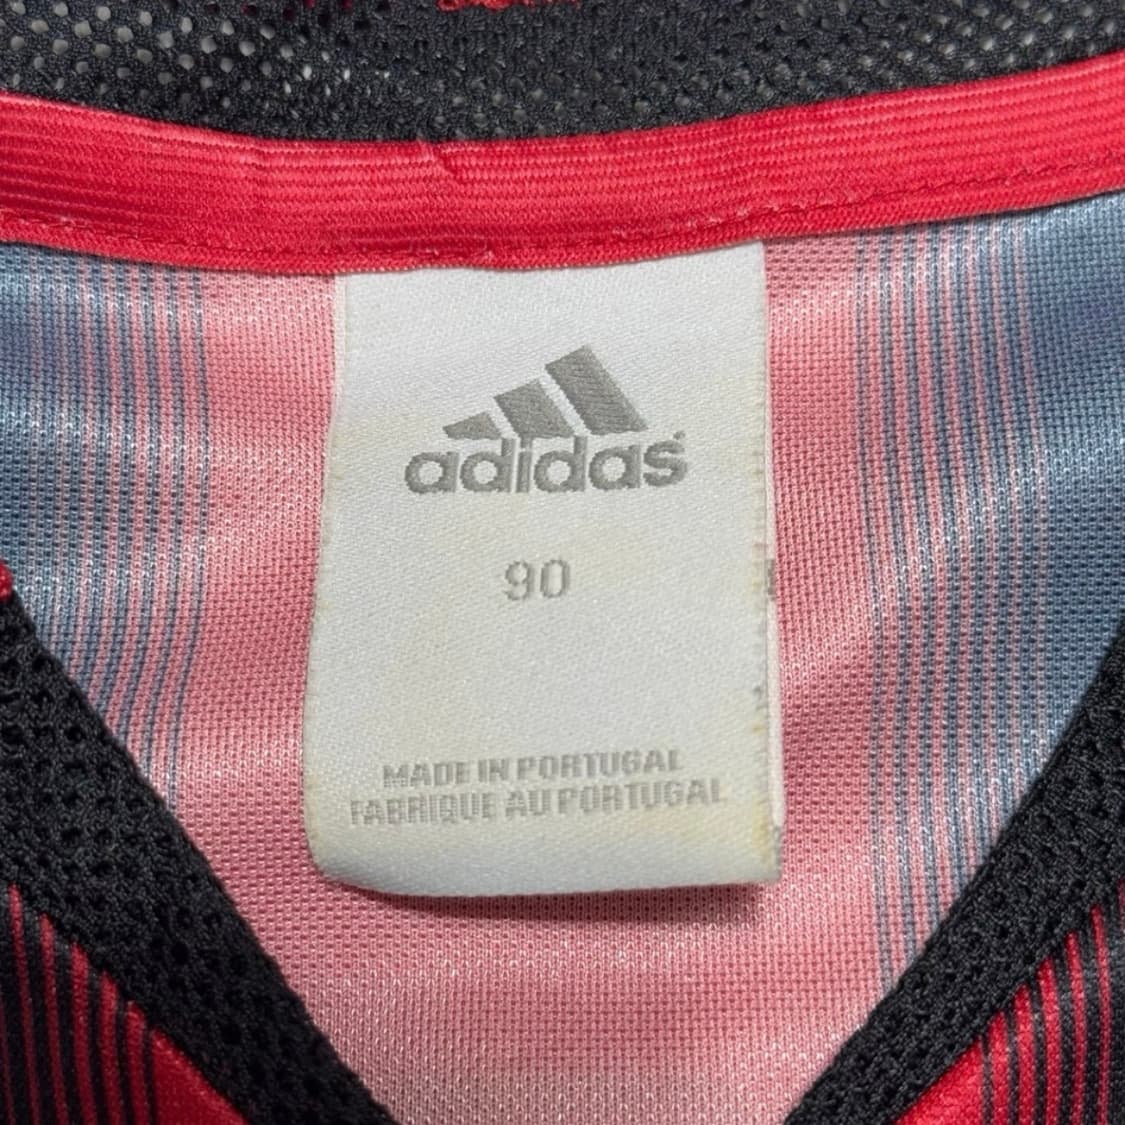 adidas
90
MADE IN PORTUGAL
FABRIQUE AU PORTUGAL